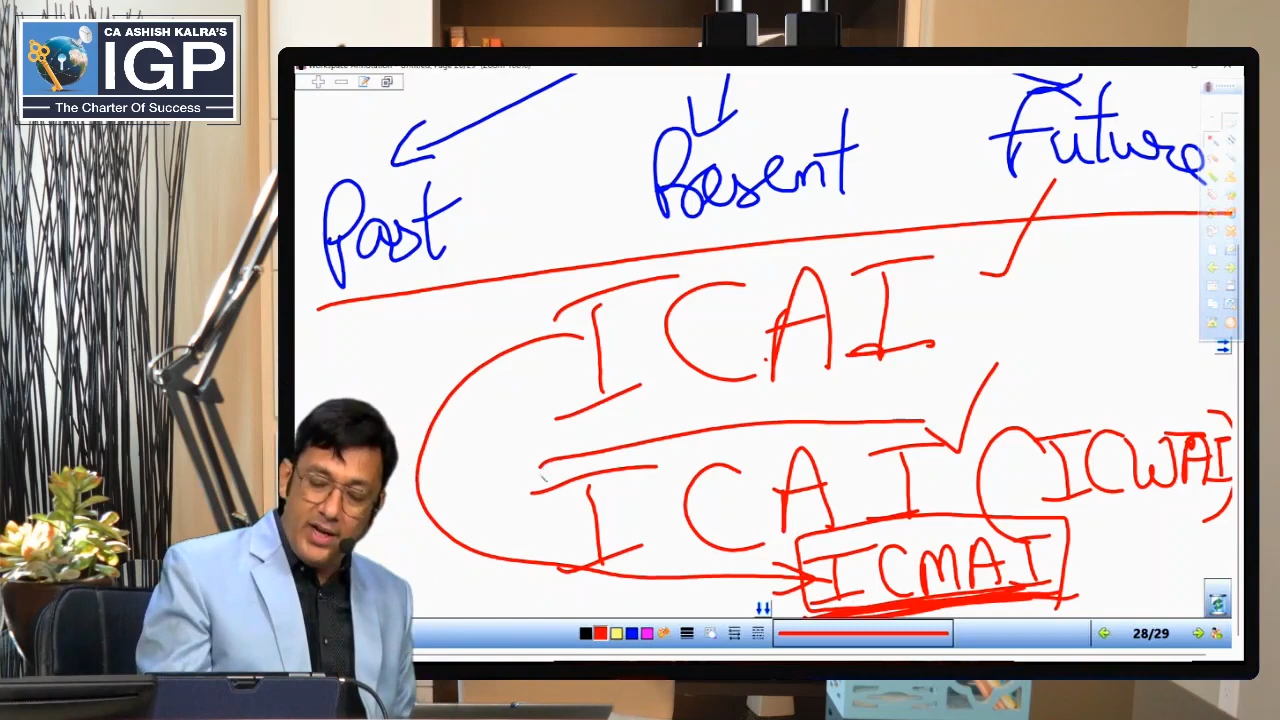 CA ASHISH KALRA'S
IGP
The Charter Of Success
Past
Present
Future
ICAI
ICAI
(ICWAI)
ICMAI
28/29